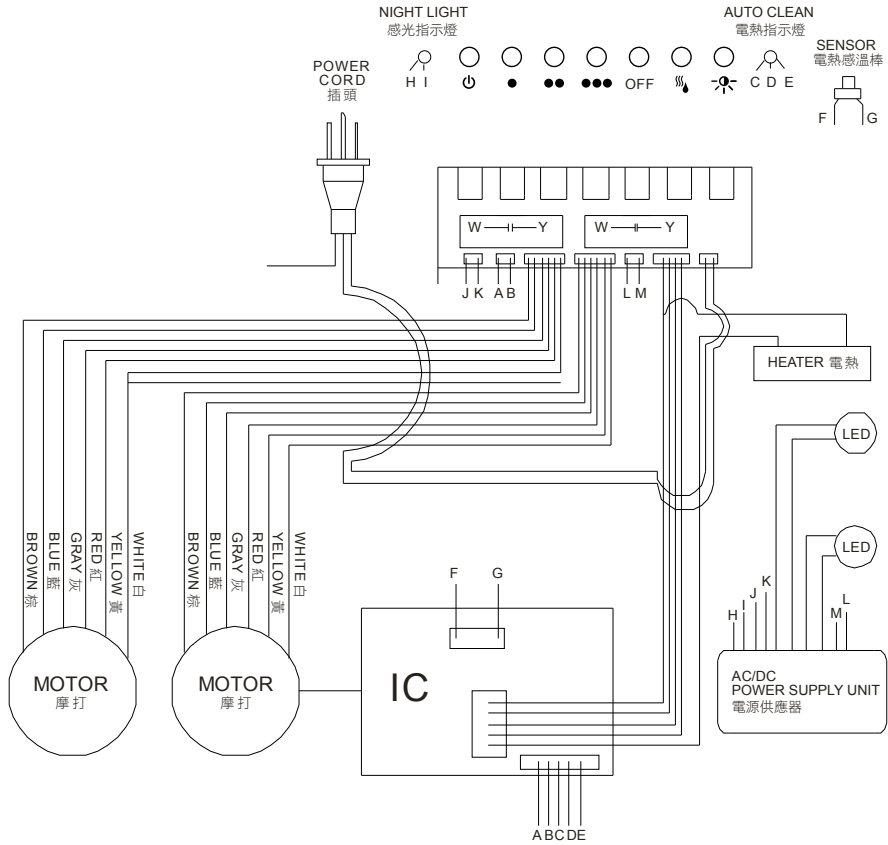 NIGHT LIGHT
感光指示燈
H I
AUTO CLEAN
電熱指示燈
C D E
SENSOR
電熱感溫棒
F G
POWER
CORD
插頭
OFF
W Y
W Y
J K A B L M
HEATER 電熱
LED
LED
BROWN 棕
BLUE 藍
GRAY 灰
RED 紅
YELLOW 黃
WHITE 白
BROWN 棕
BLUE 藍
GRAY 灰
RED 紅
YELLOW 黃
WHITE 白
MOTOR
摩打
MOTOR
摩打
F G
IC
A B C D E
H I J K M L
AC/DC
POWER SUPPLY UNIT
電源供應器